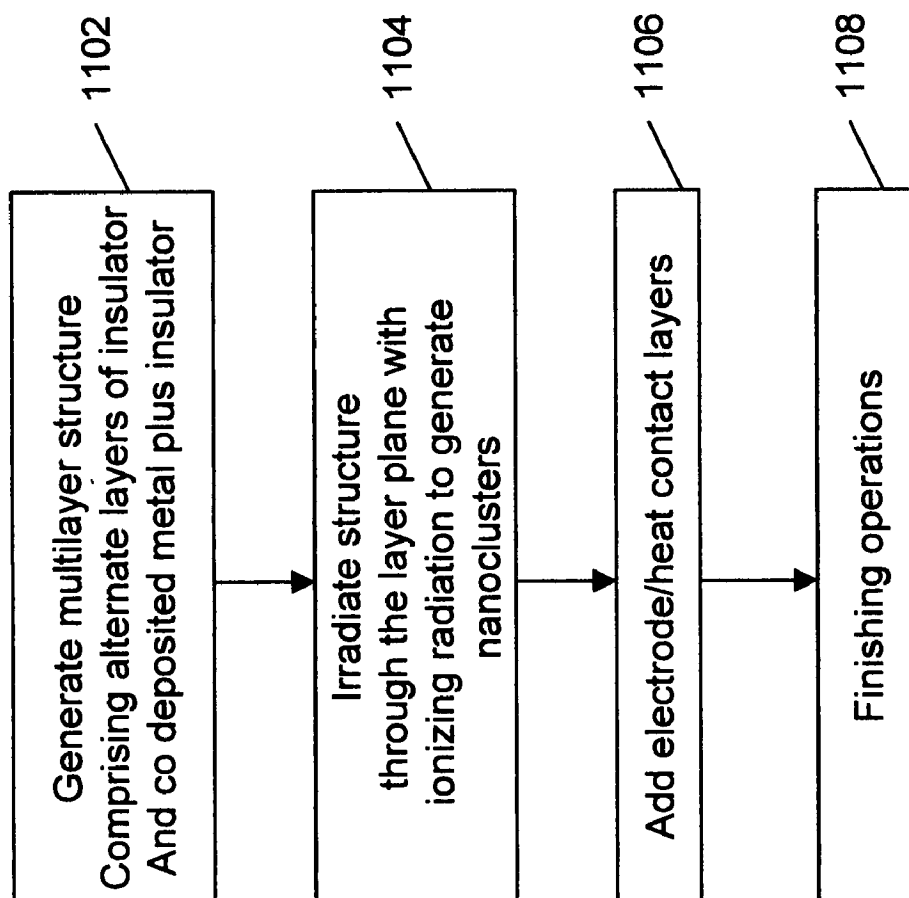 Generate multilayer structure
Comprising alternate layers of insulator
And co deposited metal plus insulator
1102
Irradiate structure
through the layer plane with
ionizing radiation to generate
nanoclusters
1104
Add electrode/heat contact layers
1106
Finishing operations
1108